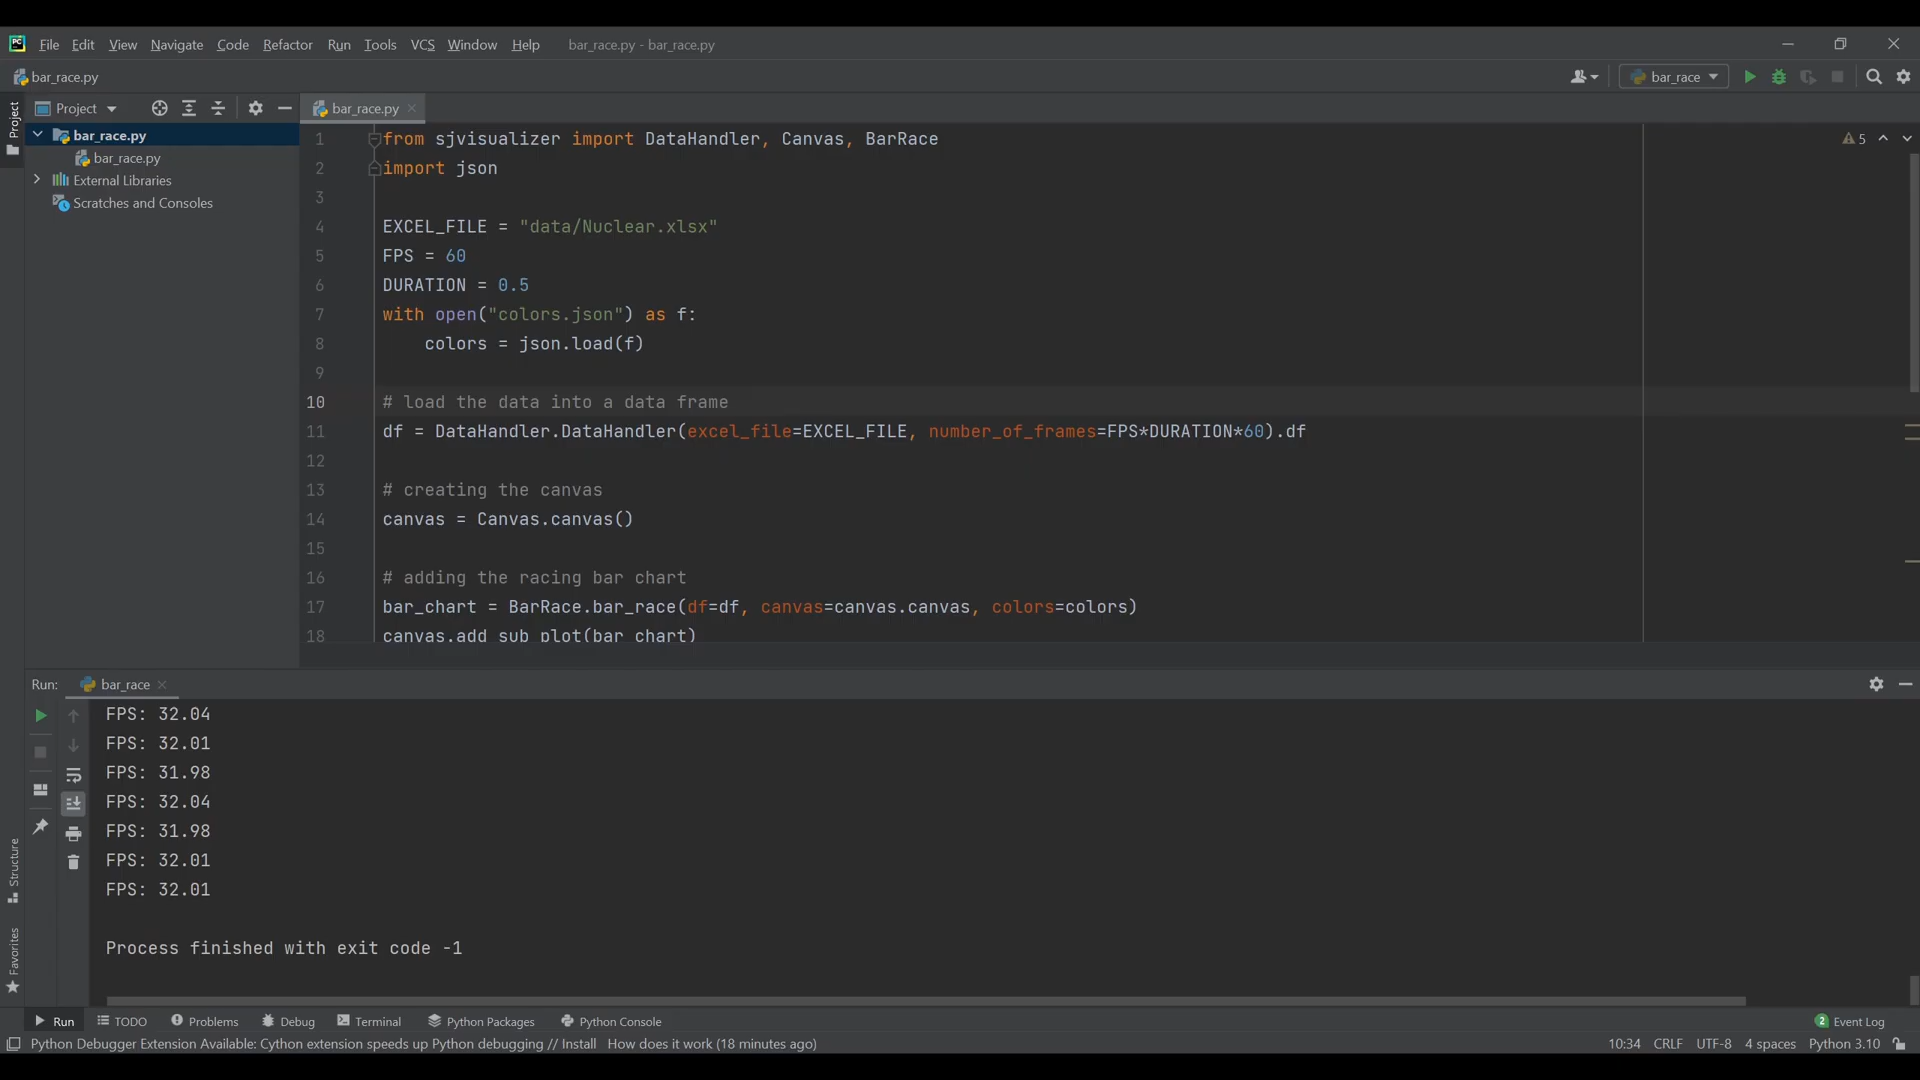 File Edit View Navigate Code Refactor Run Tools VCS Window Help bar_race.py - bar_race.py
bar_race.py
bar_race
Project
Project
bar_race.py
bar_race.py
bar_race.py
External Libraries
Scratches and Consoles
1 from sjvisualizer import DataHandler, Canvas, BarRace
2 import json
3
4 EXCEL_FILE = "data/Nuclear.xlsx"
5 FPS = 60
6 DURATION = 0.5
7 with open("colors.json") as f:
8 colors = json.load(f)
9
10 # load the data into a data frame
11 df = DataHandler.DataHandler(excel_file=EXCEL_FILE, number_of_frames=FPS*DURATION*60).df
12
13 # creating the canvas
14 canvas = Canvas.canvas()
15
16 # adding the racing bar chart
17 bar_chart = BarRace.bar_race(df=df, canvas=canvas.canvas, colors=colors)
18 canvas.add_sub_plot(bar_chart)
5
Run: bar_race
FPS: 32.04
FPS: 32.01
FPS: 31.98
FPS: 32.04
FPS: 31.98
FPS: 32.01
FPS: 32.01
Process finished with exit code -1
Structure
Favorites
Run TODO Problems Debug Terminal Python Packages Python Console 2 Event Log
Python Debugger Extension Available: Cython extension speeds up Python debugging // Install How does it work (18 minutes ago) 10:34 CRLF UTF-8 4 spaces Python 3.10